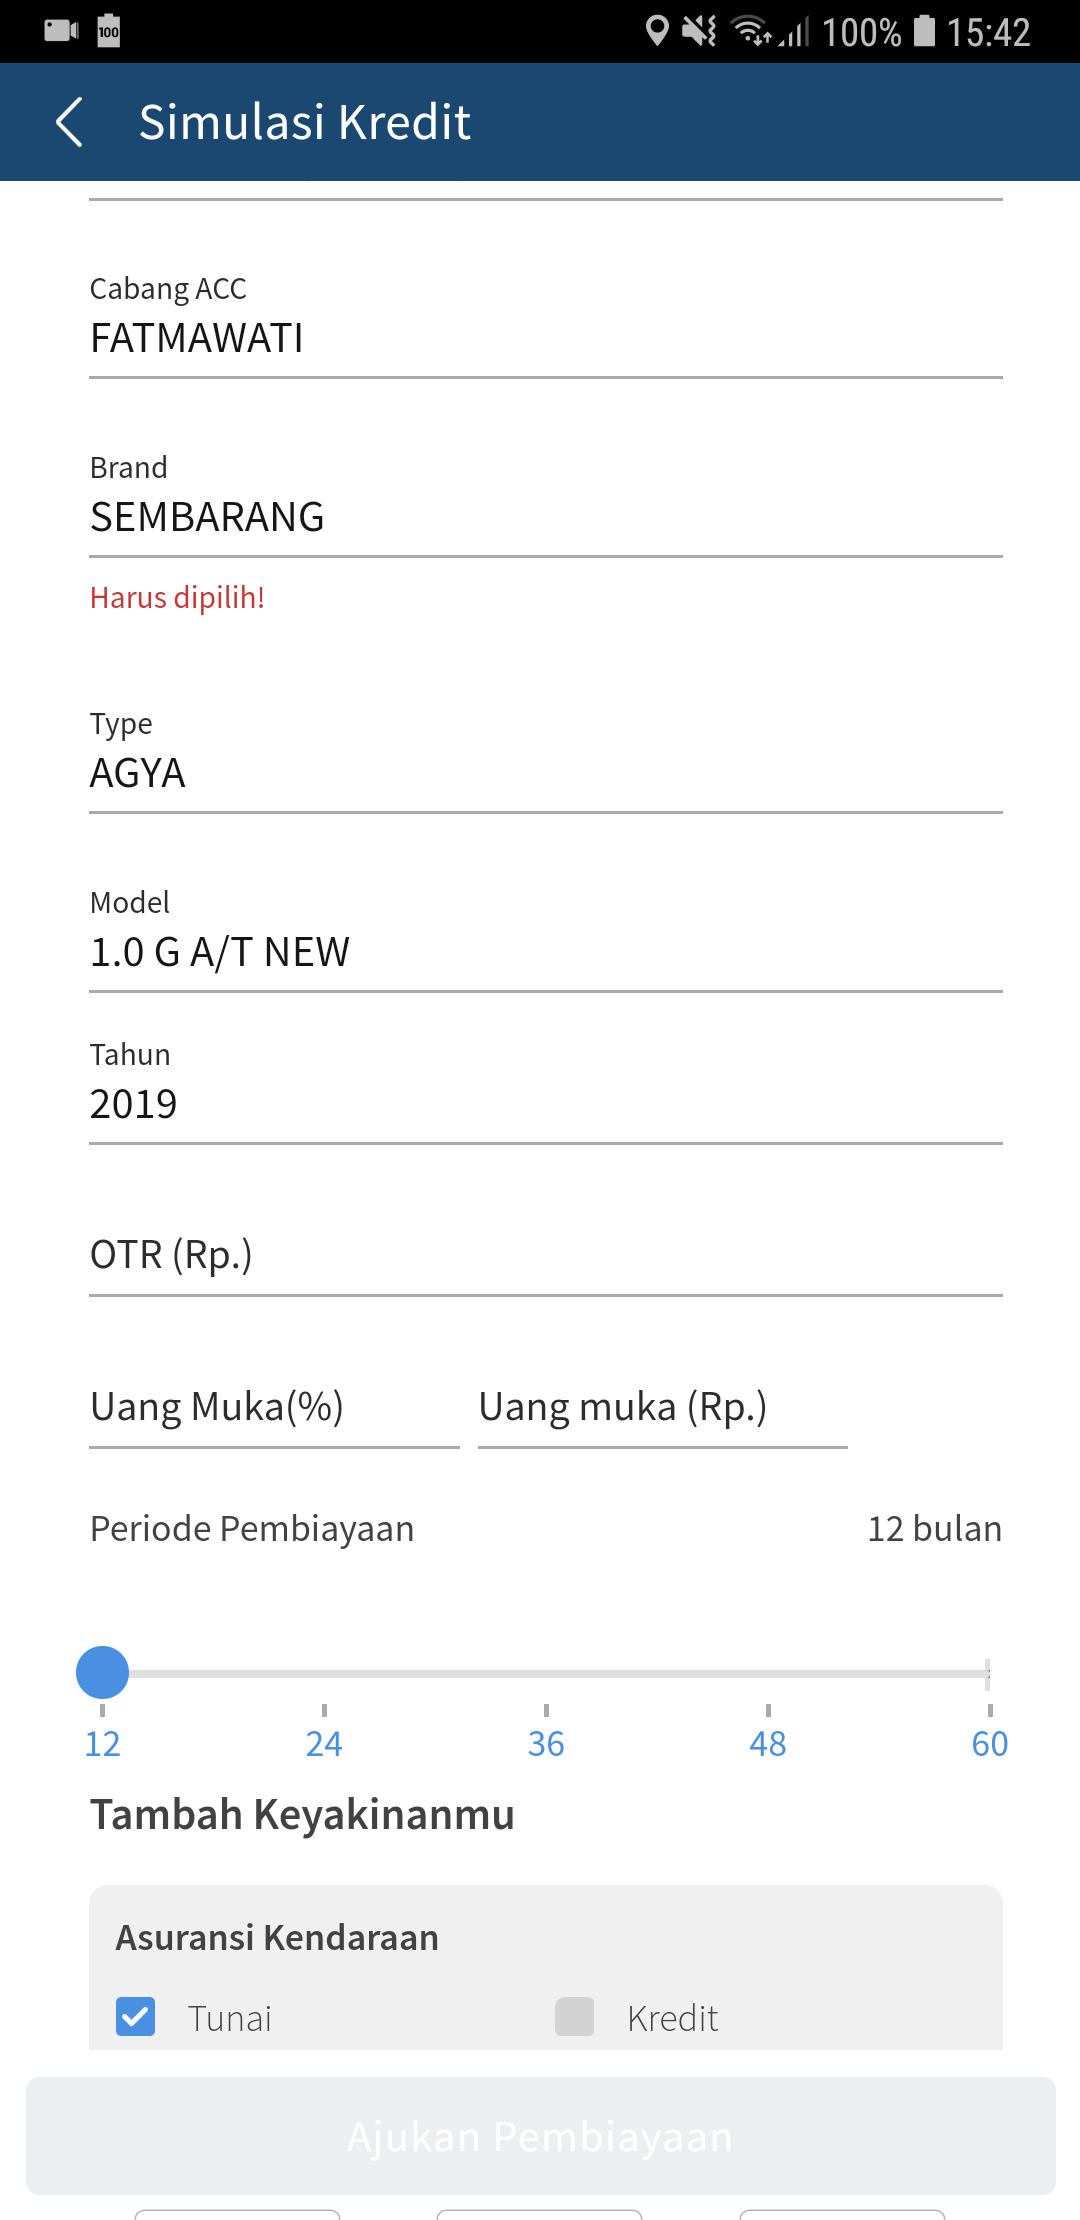 100 100% 15:42
Simulasi Kredit
Cabang ACC
FATMAWATI
Brand
SEMBARANG
Harus dipilih!
Type
AGYA
Model
1.0 G A/T NEW
Tahun
2019
OTR (Rp.)
Uang Muka(%) Uang muka (Rp.)
Periode Pembiayaan 12 bulan
12 24 36 48 60
Tambah Keyakinanmu
Asuransi Kendaraan
Tunai Kredit
Ajukan Pembiayaan